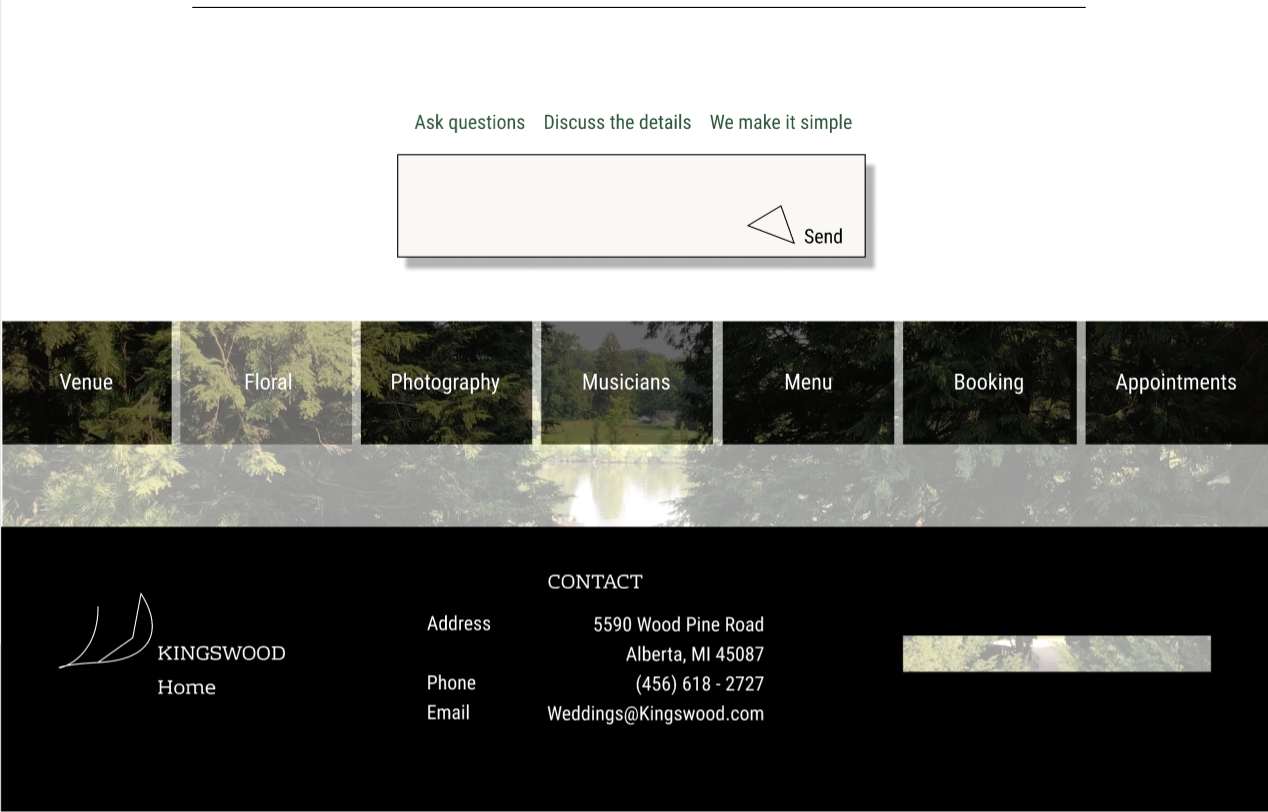 Ask questions Discuss the details We make it simple
Send
Venue Floral Photography Musicians Menu Booking Appointments
CONTACT
KINGSWOOD
Home
Address 5590 Wood Pine Road
Alberta, MI 45087
Phone (456) 618 - 2727
Email Weddings@Kingswood.com